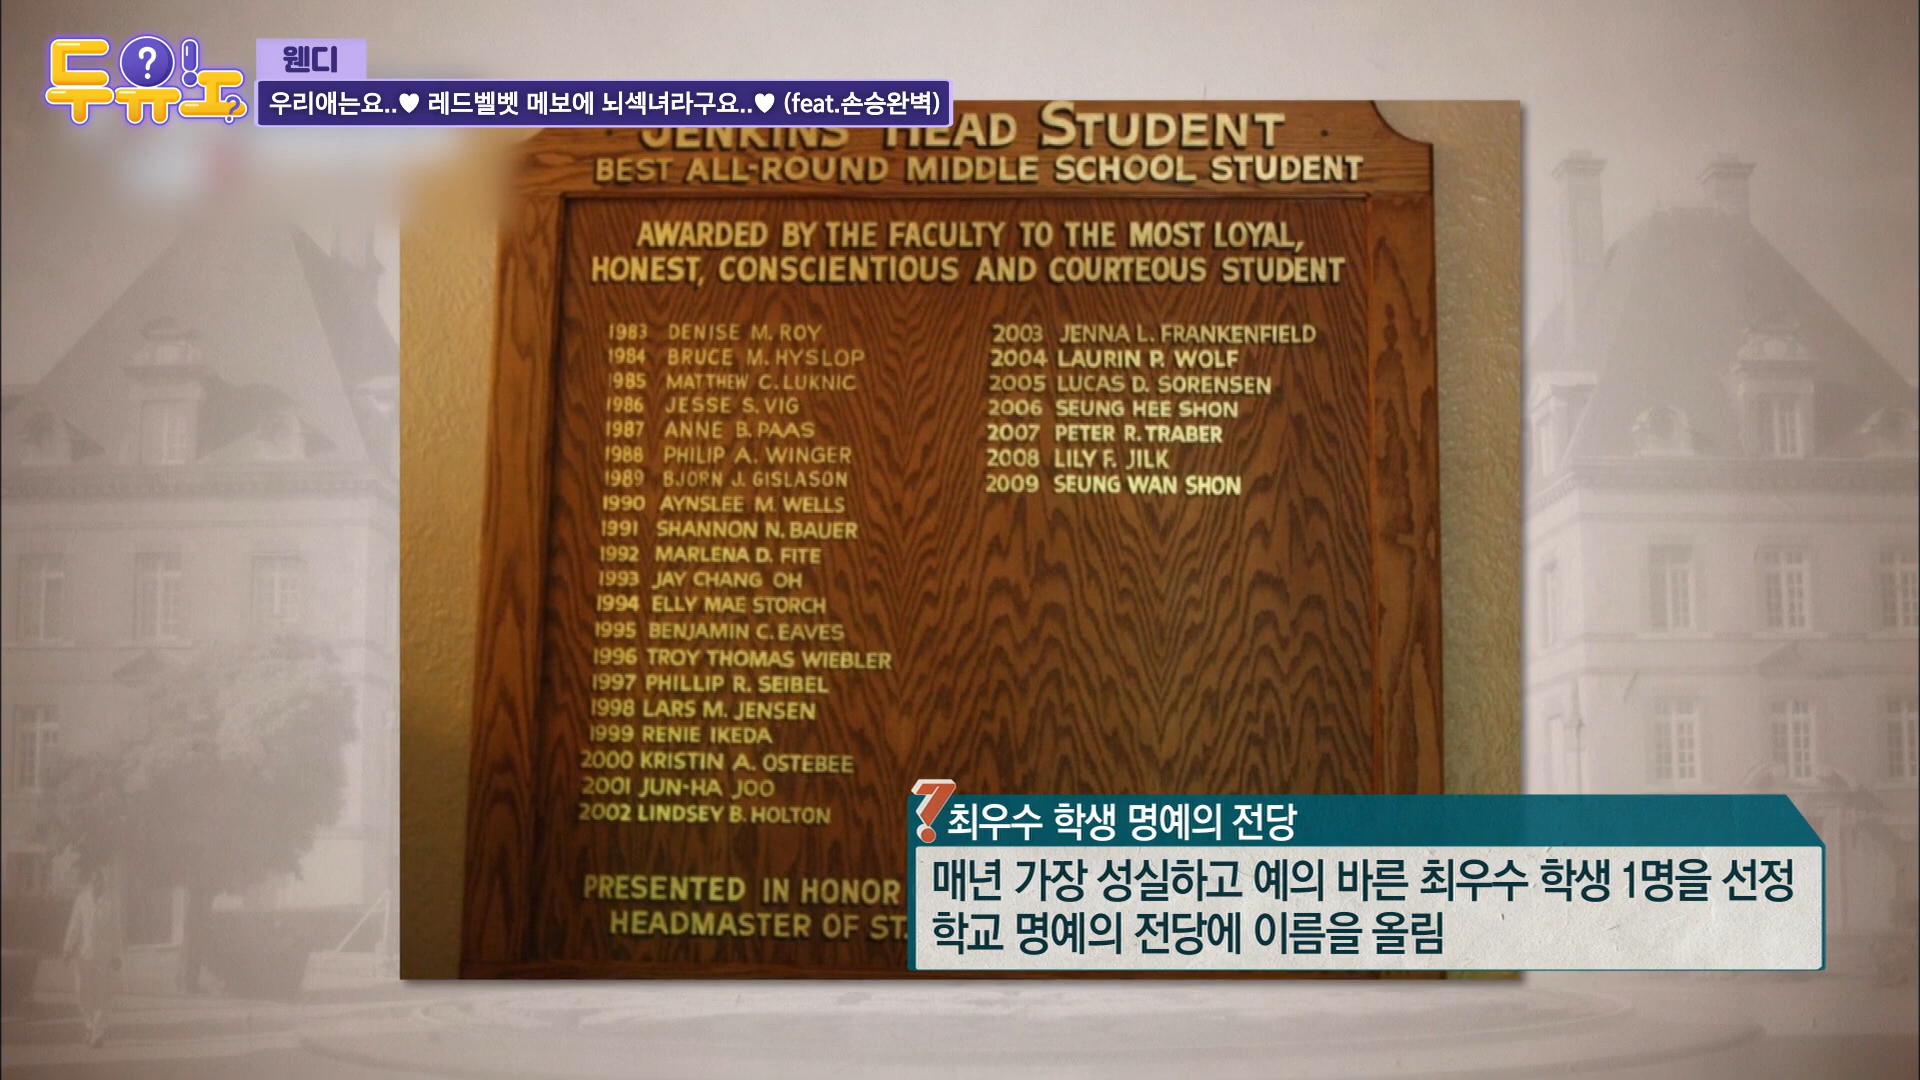 두유노
웬디
우리애는요..♥ 레드벨벳 메보에 뇌섹녀라구요..♥ (feat.손승완벽)
JENKINS HEAD STUDENT
BEST ALL-ROUND MIDDLE SCHOOL STUDENT
AWARDED BY THE FACULTY TO THE MOST LOYAL,
HONEST, CONSCIENTIOUS AND COURTEOUS STUDENT
1983 DENISE M. ROY
1984 BRUCE M. HYSLOP
1985 MATTHEW C. LUKNIC
1986 JESSE S. VIG
1987 ANNE B. PAAS
1988 PHILIP A. WINGER
1989 BJORN J. GISLASON
1990 AYNSLEE M. WELLS
1991 SHANNON N. BAUER
1992 MARLENA D. FITE
1993 JAY CHANG OH
1994 ELLY MAE STORCH
1995 BENJAMIN C. EAVES
1996 TROY THOMAS WIEBLER
1997 PHILLIP R. SEIBEL
1998 LARS M. JENSEN
1999 RENIE IKEDA
2000 KRISTIN A. OSTEBEE
2001 JUN-HA JOO
2002 LINDSEY B. HOLTON
2003 JENNA L. FRANKENFIELD
2004 LAURIN P. WOLF
2005 LUCAS D. SORENSEN
2006 SEUNG HEE SHON
2007 PETER R. TRABER
2008 LILY F. JILK
2009 SEUNG WAN SHON
PRESENTED IN HONOR
HEADMASTER OF ST.
최우수 학생 명예의 전당
매년 가장 성실하고 예의 바른 최우수 학생 1명을 선정
학교 명예의 전당에 이름을 올림